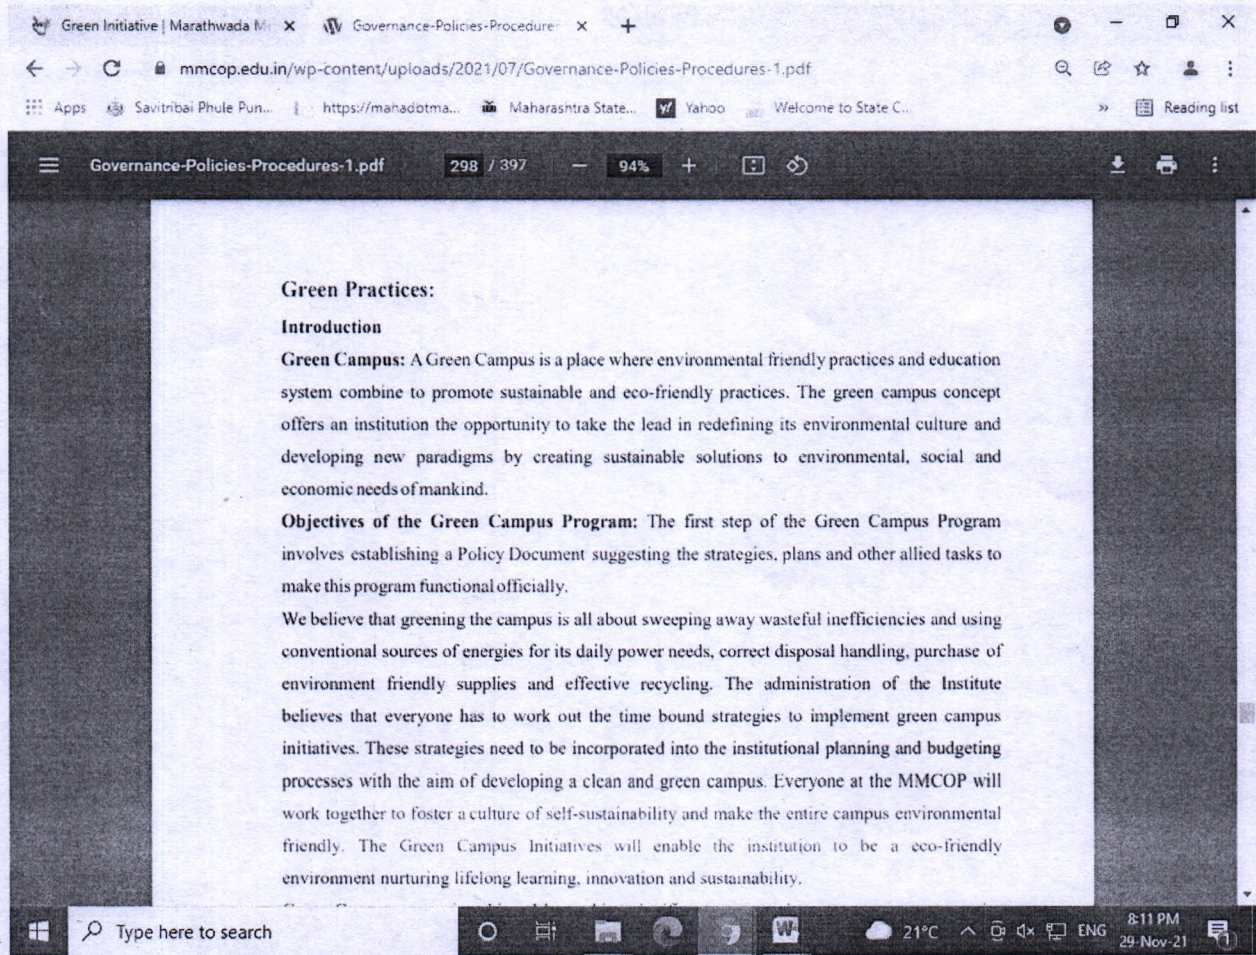 Green Initiative | Marathwada M
Governance-Policies-Procedure
mmcop.edu.in/wp-content/uploads/2021/07/Governance-Policies-Procedures-1.pdf
Apps Savitribai Phule Pun... https://mahadbtma... Maharashtra State... Yahoo Welcome to State C... » Reading list
Governance-Policies-Procedures-1.pdf 298 / 397 − 94% +
Green Practices:
Introduction
Green Campus: A Green Campus is a place where environmental friendly practices and education
system combine to promote sustainable and eco-friendly practices. The green campus concept
offers an institution the opportunity to take the lead in redefining its environmental culture and
developing new paradigms by creating sustainable solutions to environmental, social and
economic needs of mankind.
Objectives of the Green Campus Program: The first step of the Green Campus Program
involves establishing a Policy Document suggesting the strategies, plans and other allied tasks to
make this program functional officially.
We believe that greening the campus is all about sweeping away wasteful inefficiencies and using
conventional sources of energies for its daily power needs, correct disposal handling, purchase of
environment friendly supplies and effective recycling. The administration of the Institute
believes that everyone has to work out the time bound strategies to implement green campus
initiatives. These strategies need to be incorporated into the institutional planning and budgeting
processes with the aim of developing a clean and green campus. Everyone at the MMCOP will
work together to foster a culture of self-sustainability and make the entire campus environmental
friendly. The Green Campus Initiatives will enable the institution to be a eco-friendly
environment nurturing lifelong learning, innovation and sustainability.
Type here to search
21°C ENG 8:11 PM
29-Nov-21
1